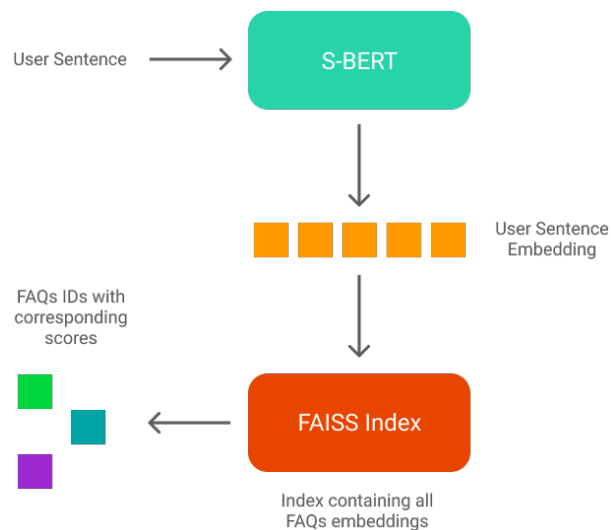 User Sentence
S-BERT
User Sentence
Embedding
FAQs IDs with
corresponding
scores
FAISS Index
Index containing all
FAQs embeddings